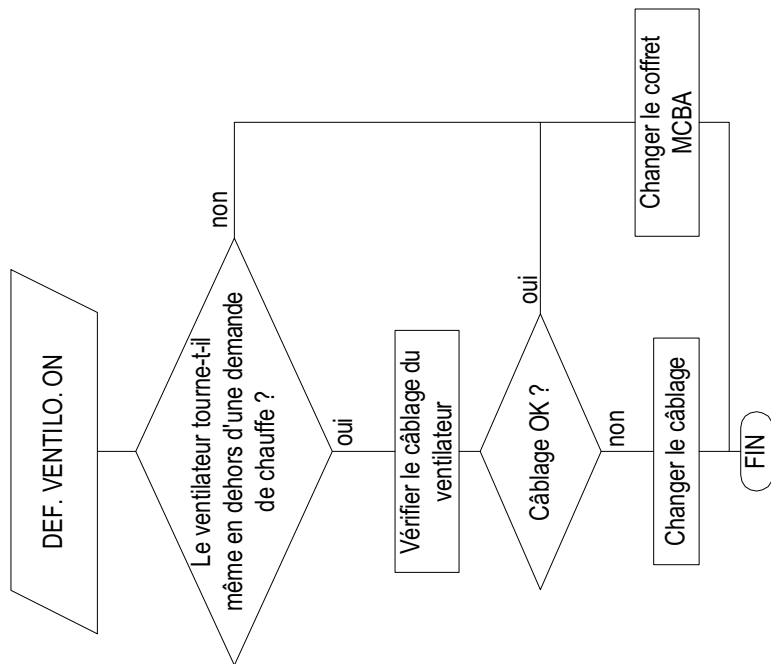 DEF. VENTILO. ON
Le ventilateur tourne-t-il
même en dehors d'une demande
de chauffe ?
non
oui
Vérifier le câblage du
ventilateur
Câblage OK ?
oui
non
Changer le câblage
Changer le coffret
MCBA
FIN